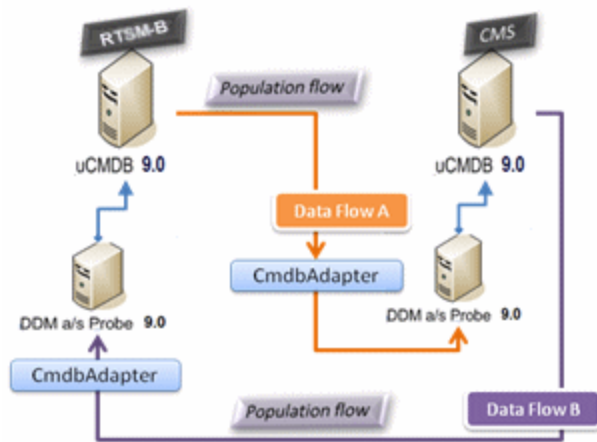 RTSM-B
CMS
Population flow
uCMDB 9.0
uCMDB 9.0
Data Flow A
CmdbAdapter
DDM a/s Probe 9.0
DDM a/s Probe 9.0
CmdbAdapter
Population flow
Data Flow B